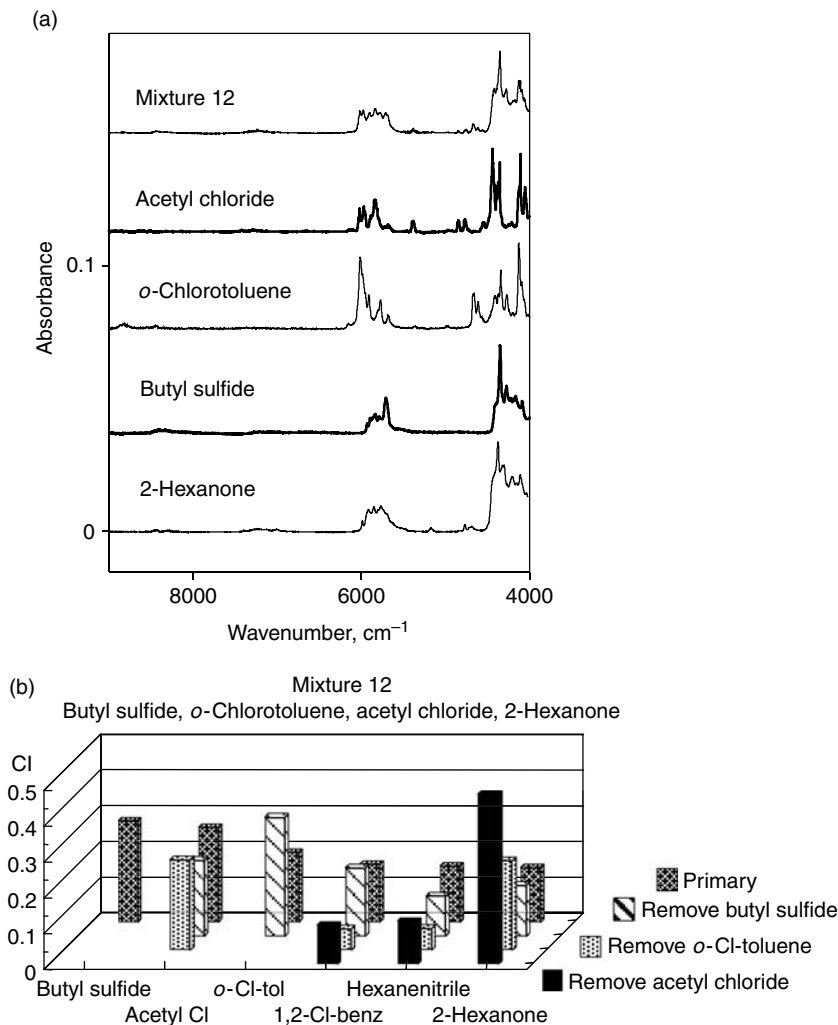 (a)
Mixture 12
Acetyl chloride
0.1
o-Chlorotoluene
Absorbance
Butyl sulfide
2-Hexanone
0
8000 6000 4000
Wavenumber, cm⁻¹
(b)
Mixture 12
Butyl sulfide, o-Chlorotoluene, acetyl chloride, 2-Hexanone
CI
0.5
0.4
0.3
0.2
0.1
0
Primary
Remove butyl sulfide
Remove o-Cl-toluene
Remove acetyl chloride
Butyl sulfide o-Cl-tol Hexanenitrile
Acetyl Cl 1,2-Cl-benz 2-Hexanone